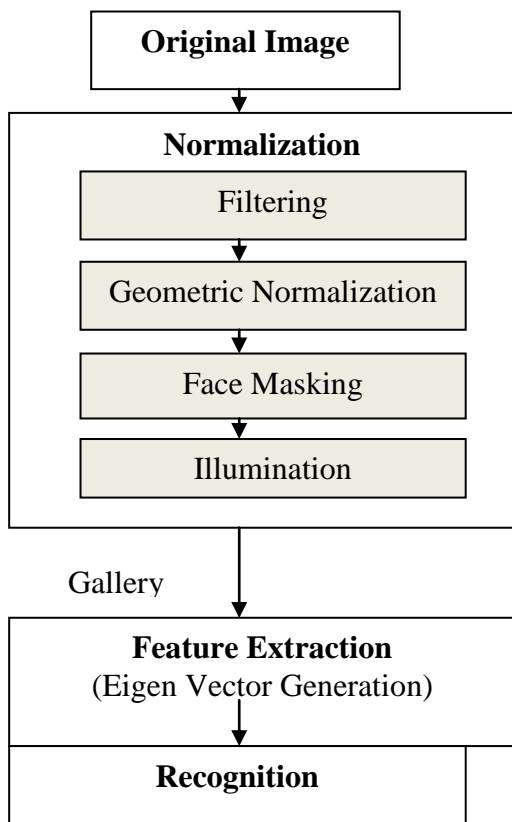 Original Image
Normalization
Filtering
Geometric Normalization
Face Masking
Illumination
Gallery
Feature Extraction
(Eigen Vector Generation)
Recognition